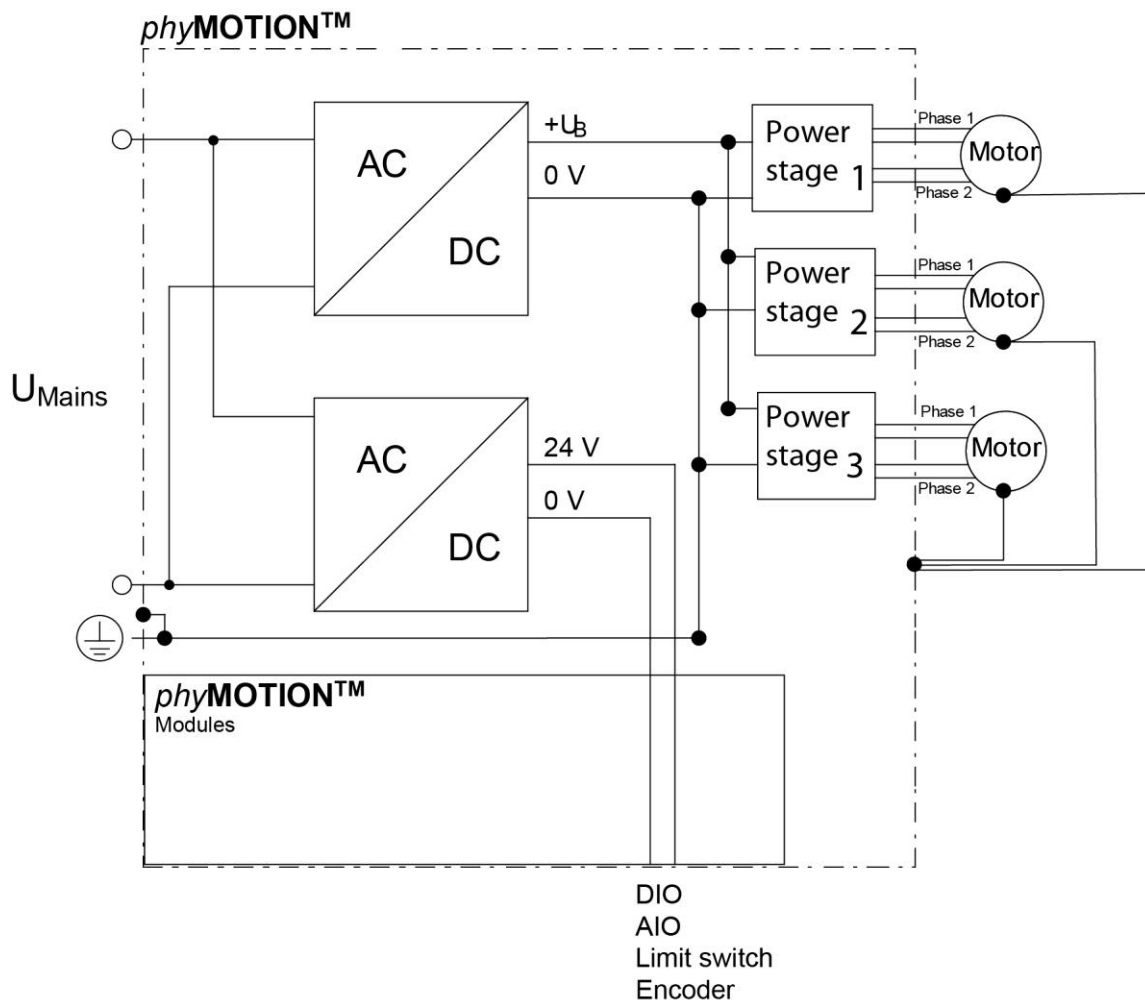 phyMOTION™
+UB
0 V
AC
DC
Power
stage 1
Phase 1
Phase 2
Motor
Power
stage 2
Phase 1
Phase 2
Motor
UMains
AC
DC
24 V
0 V
Power
stage 3
Phase 1
Phase 2
Motor
phyMOTION™
Modules
DIO
AIO
Limit switch
Encoder